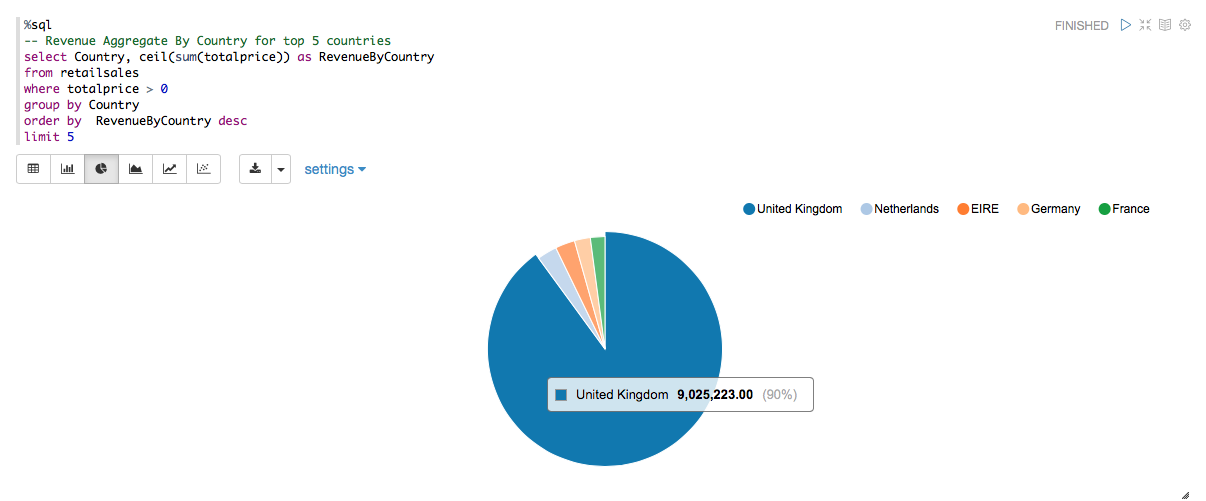 %sql
FINISHED
-- Revenue Aggregate By Country for top 5 countries
select Country, ceil(sum(totalprice)) as RevenueByCountry
from retailsales
where totalprice > 0
group by Country
order by  RevenueByCountry desc
limit 5
settings
United Kingdom Netherlands EIRE Germany France
United Kingdom 9,025,223.00 (90%)